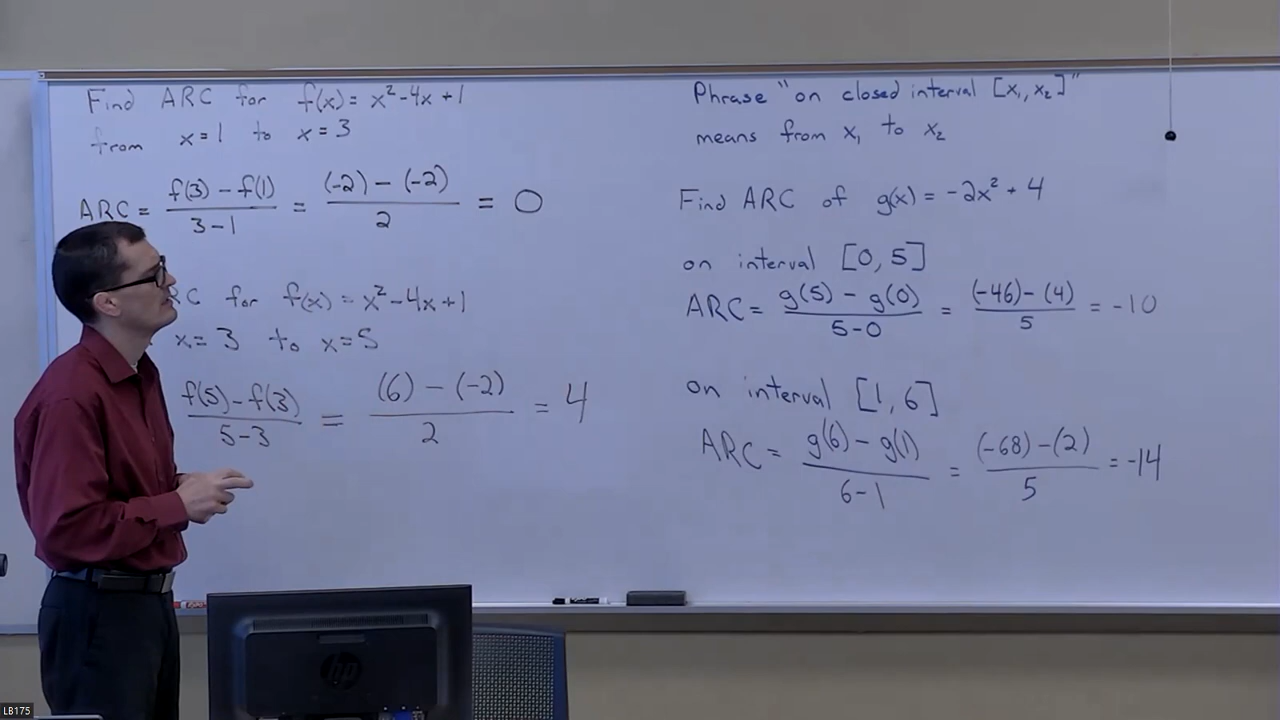 Find ARC for f(x) = x²-4x+1
from x=1 to x=3
ARC = (f(3) - f(1))/(3-1) = ((-2) - (-2))/2 = 0
RC for f(x) = x²-4x+1
x=3 to x=5
(f(5)-f(3))/(5-3) = ((6) - (-2))/2 = 4
Phrase "on closed interval [x₁, x₂]"
means from x₁ to x₂
Find ARC of g(x) = -2x² + 4
on interval [0, 5]
ARC = (g(5) - g(0))/(5-0) = ((-46) - (4))/5 = -10
on interval [1, 6]
ARC = (g(6) - g(1))/(6-1) = ((-68) - (2))/5 = -14
hp
LB175